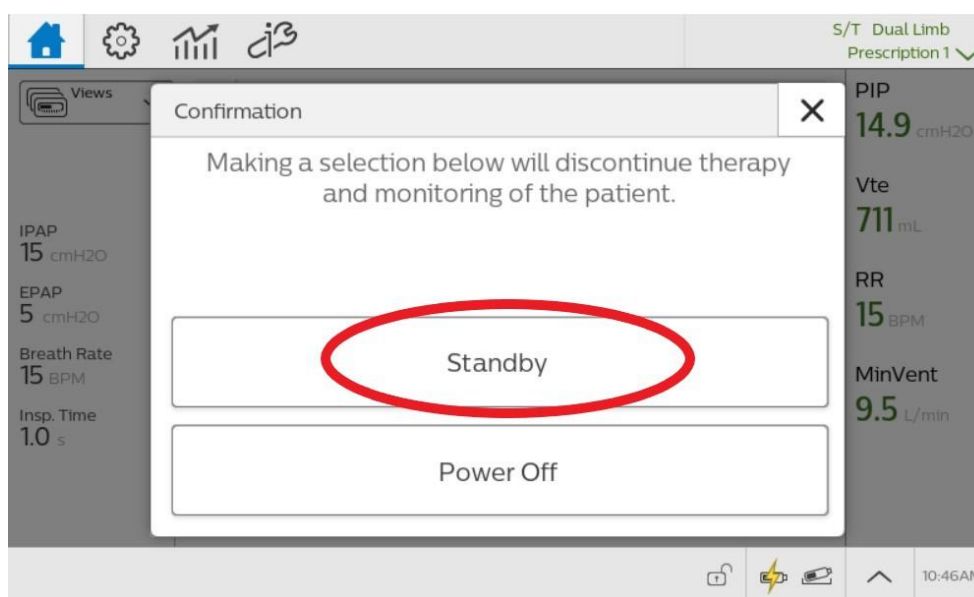 S/T Dual Limb
Prescription 1
Views
Confirmation
Making a selection below will discontinue therapy
and monitoring of the patient.
Standby
Power Off
IPAP
15 cmH2O
EPAP
5 cmH2O
Breath Rate
15 BPM
Insp. Time
1.0 s
PIP
14.9 cmH2O
Vte
711 mL
RR
15 BPM
MinVent
9.5 L/min
10:46AM